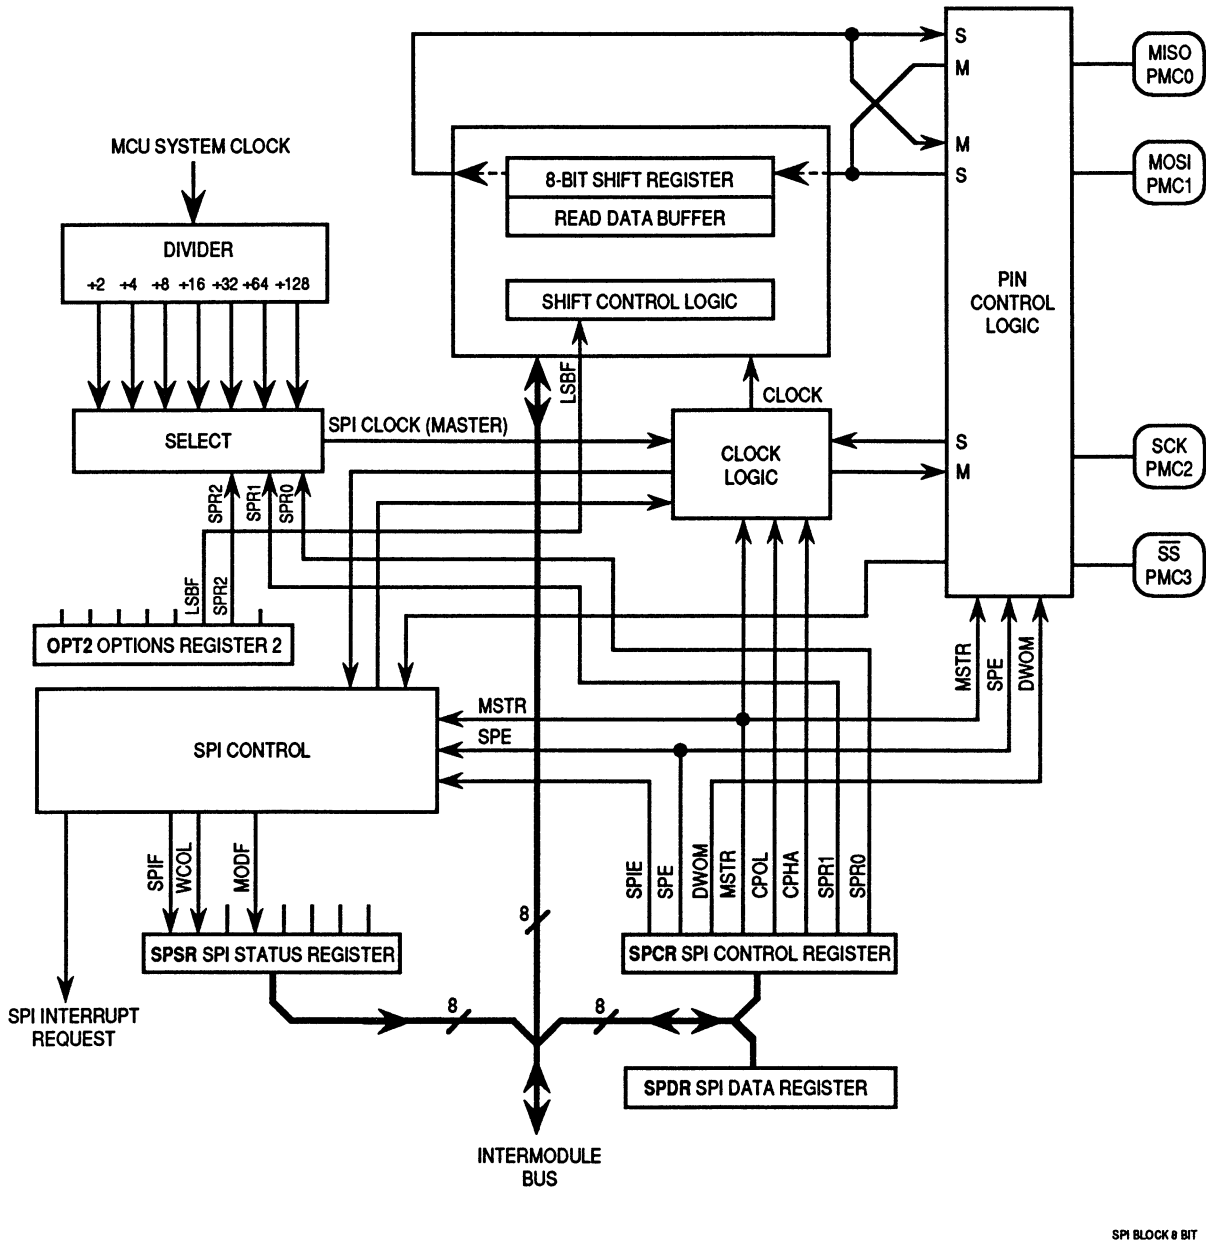 S
M
M
S
MISO
PMC0
MOSI
PMC1
MCU SYSTEM CLOCK
DIVIDER
÷2 ÷4 ÷8 ÷16 ÷32 ÷64 ÷128
8-BIT SHIFT REGISTER
READ DATA BUFFER
SHIFT CONTROL LOGIC
PIN
CONTROL
LOGIC
LSBF
CLOCK
SELECT
SPI CLOCK (MASTER)
CLOCK
LOGIC
S
M
SCK
PMC2
SS
PMC3
SPR2
SPR1
SPR0
LSBF
SPR2
OPT2 OPTIONS REGISTER 2
MSTR
SPE
DWOM
SPI CONTROL
MSTR
SPE
SPIF
WCOL
MODF
SPIE
SPE
DWOM
MSTR
CPOL
CPHA
SPR1
SPR0
8
SPSR SPI STATUS REGISTER
SPCR SPI CONTROL REGISTER
8
8
SPI INTERRUPT
REQUEST
SPDR SPI DATA REGISTER
INTERMODULE
BUS
SPI BLOCK 8 BIT